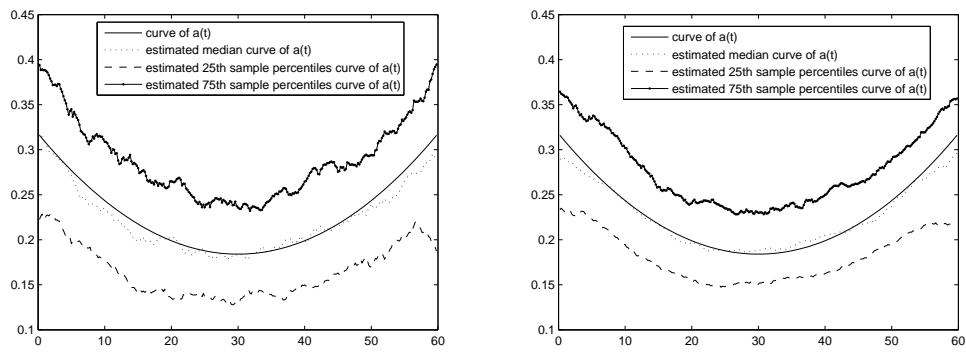 0.45
0.4
0.35
0.3
0.25
0.2
0.15
0.1
0 10 20 30 40 50 60
curve of a(t)
estimated median curve of a(t)
estimated 25th sample percentiles curve of a(t)
estimated 75th sample percentiles curve of a(t)
0.45
0.4
0.35
0.3
0.25
0.2
0.15
0.1
0 10 20 30 40 50 60
curve of a(t)
estimated median curve of a(t)
estimated 25th sample percentiles curve of a(t)
estimated 75th sample percentiles curve of a(t)